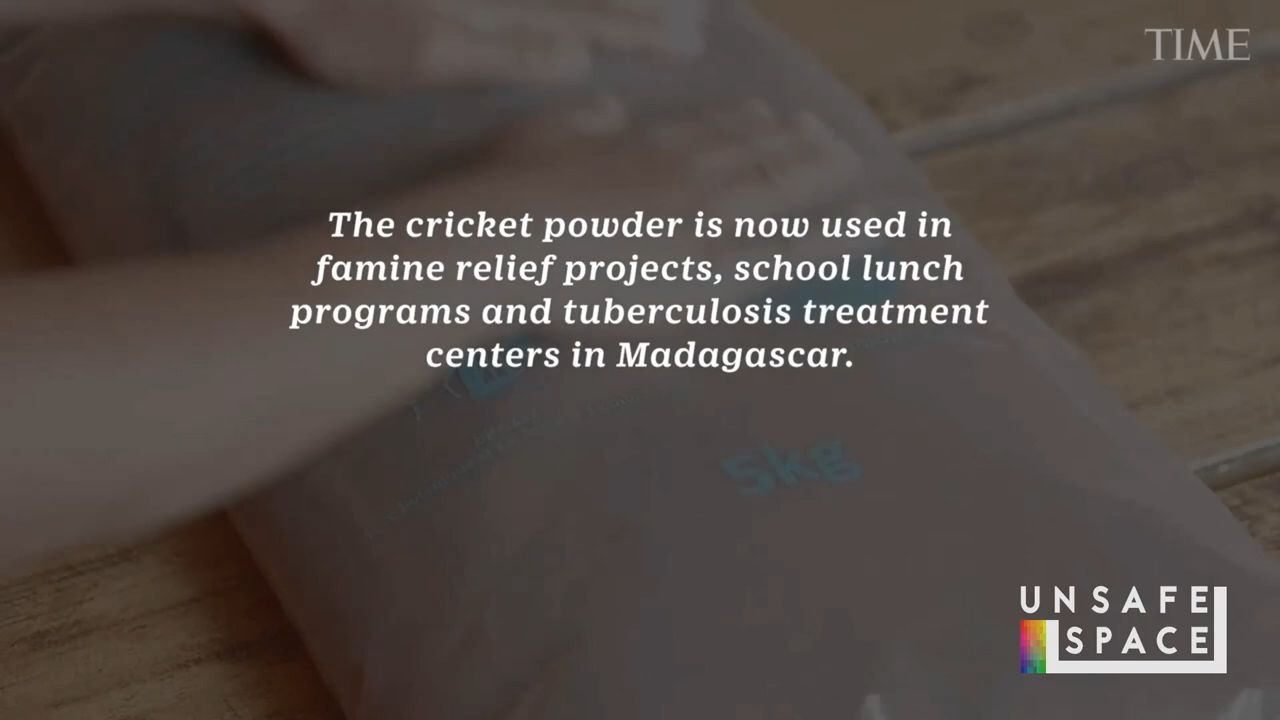 TIME
The cricket powder is now used in
famine relief projects, school lunch
programs and tuberculosis treatment
centers in Madagascar.
5kg
UNSAFE
SPACE